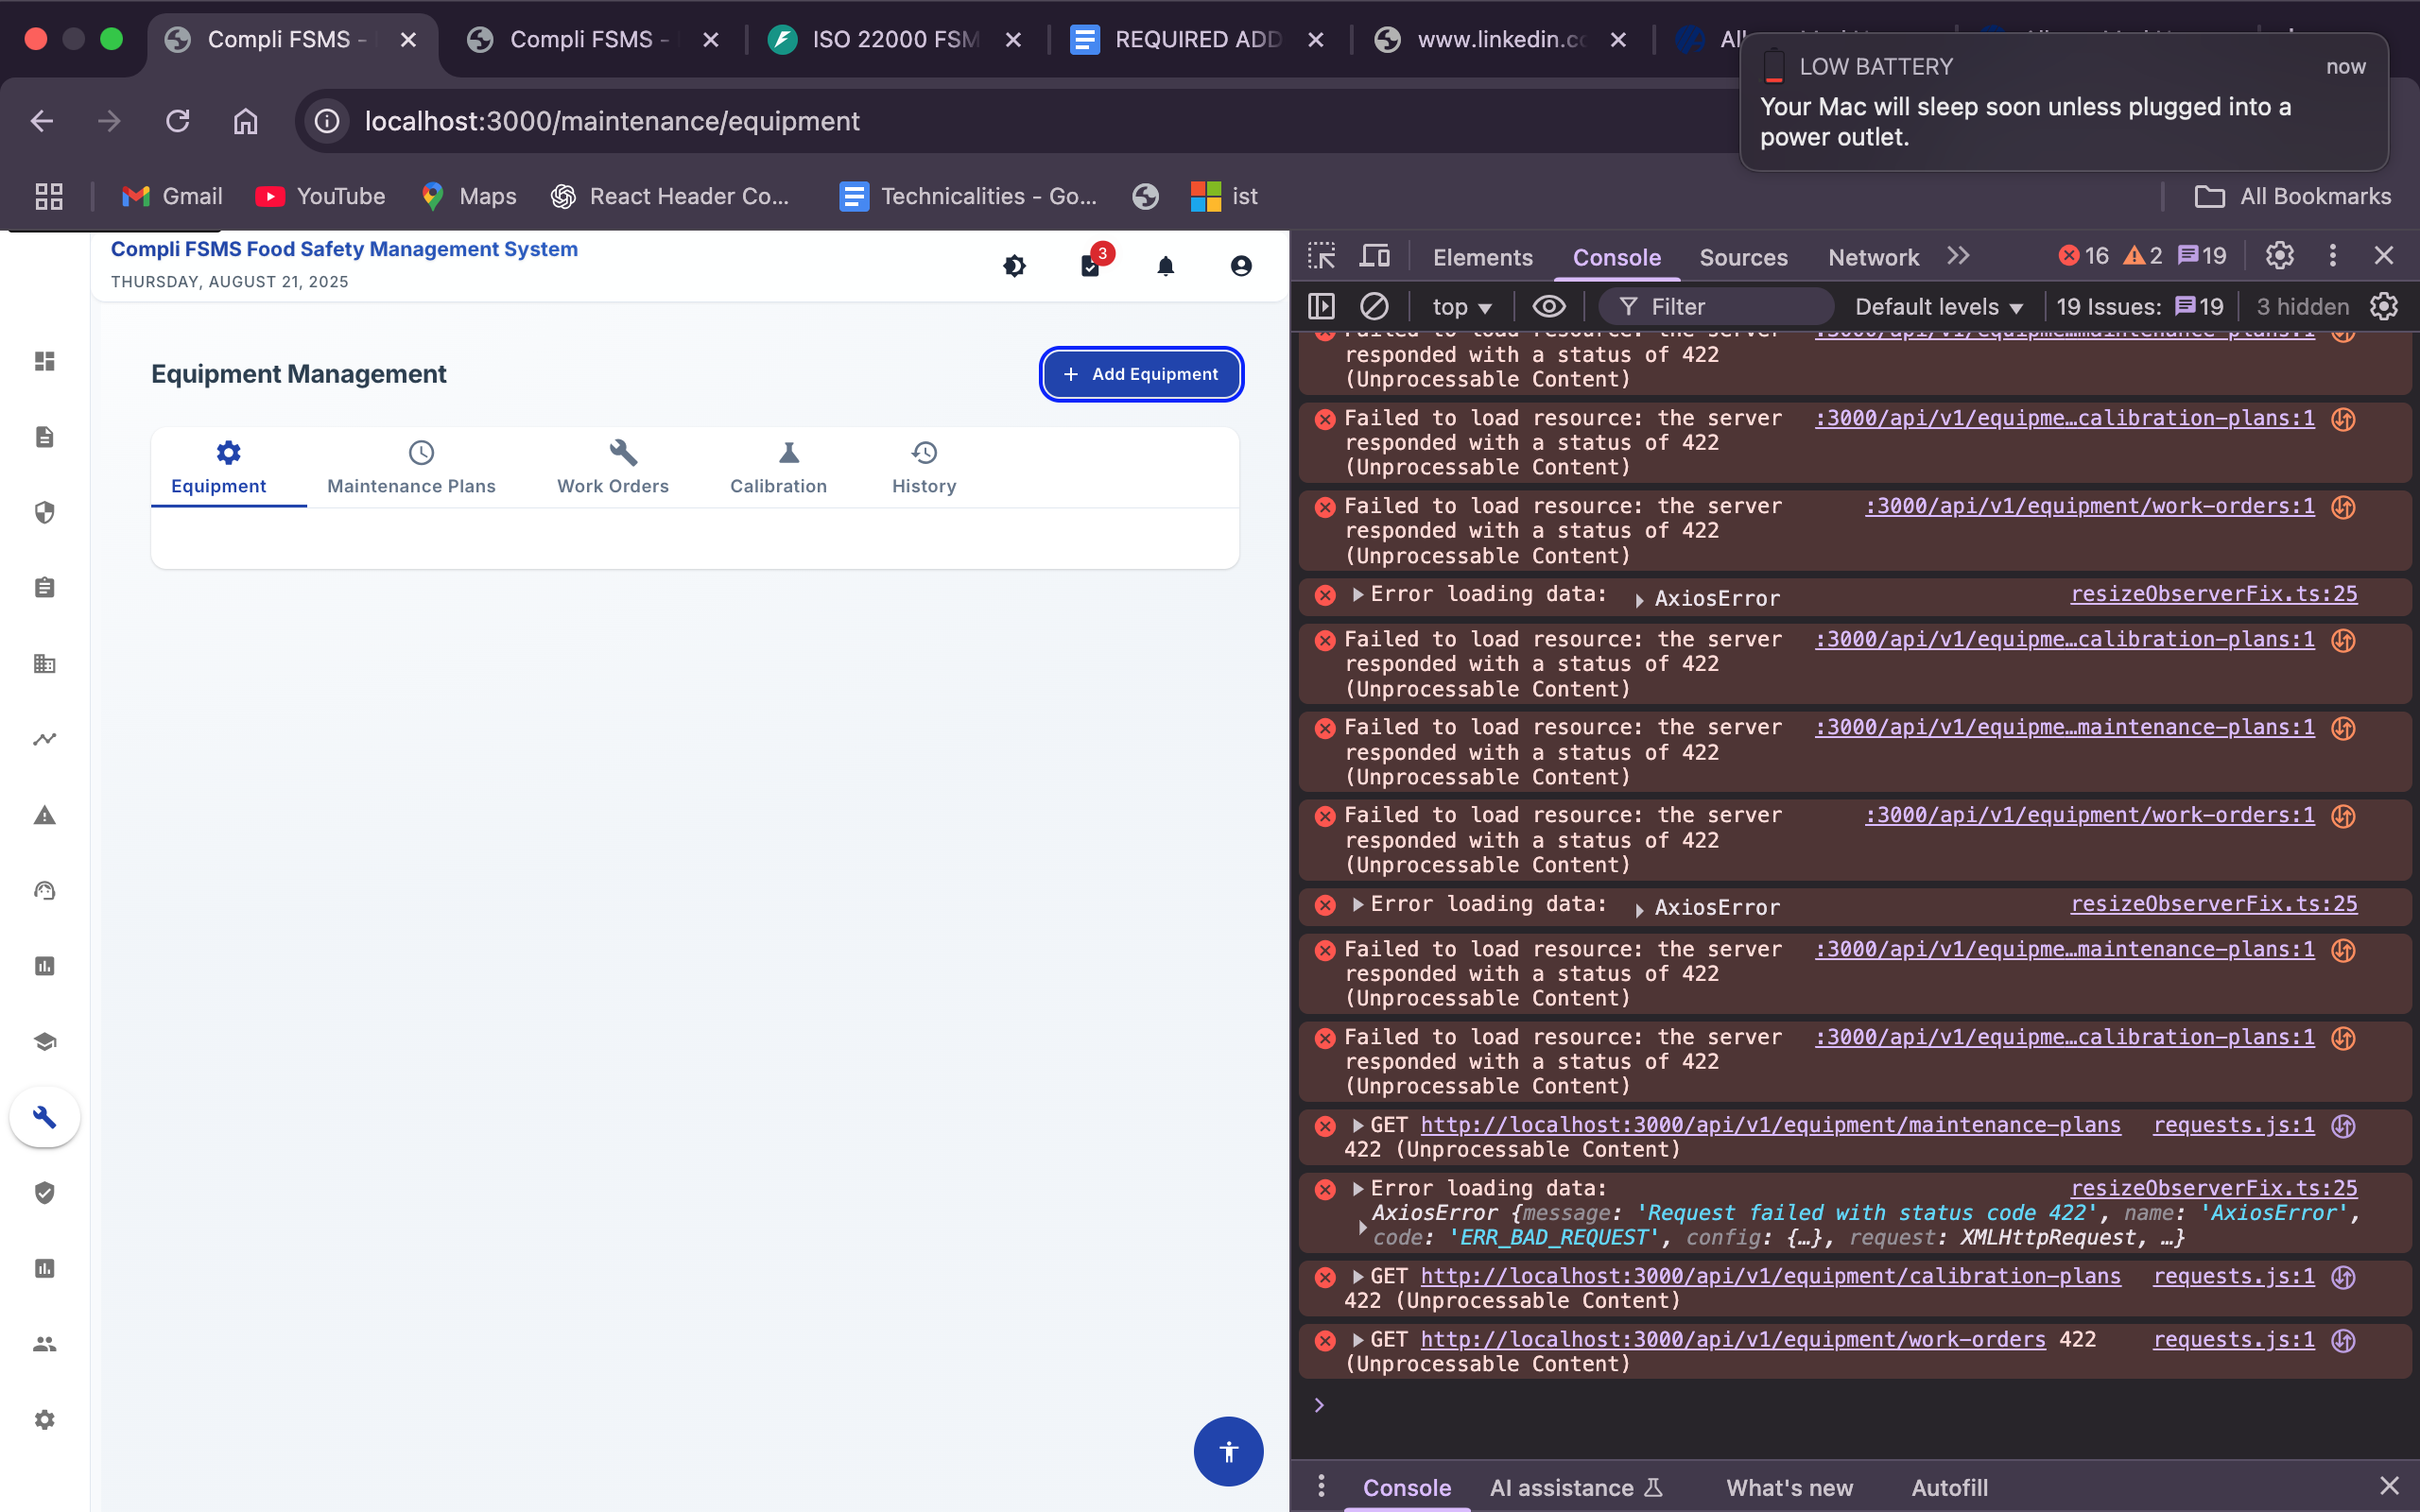 Compli FSMS -
Compli FSMS -
ISO 22000 FSM
REQUIRED ADD
www.linkedin.co
LOW BATTERY
now
Your Mac will sleep soon unless plugged into a
power outlet.
localhost:3000/maintenance/equipment
Gmail
YouTube
Maps
React Header Co...
Technicalities - Go...
ist
All Bookmarks
Compli FSMS Food Safety Management System
THURSDAY, AUGUST 21, 2025
3
Equipment Management
+ Add Equipment
Equipment
Maintenance Plans
Work Orders
Calibration
History
Elements
Console
Sources
Network
16
2
19
top
Filter
Default levels
19 Issues:
19
3 hidden
Failed to load resource: the server :3000/api/v1/equipme…maintenance-plans:1
responded with a status of 422
(Unprocessable Content)
Failed to load resource: the server :3000/api/v1/equipme…calibration-plans:1
responded with a status of 422
(Unprocessable Content)
Failed to load resource: the server :3000/api/v1/equipment/work-orders:1
responded with a status of 422
(Unprocessable Content)
Error loading data: AxiosError resizeObserverFix.ts:25
Failed to load resource: the server :3000/api/v1/equipme…calibration-plans:1
responded with a status of 422
(Unprocessable Content)
Failed to load resource: the server :3000/api/v1/equipme…maintenance-plans:1
responded with a status of 422
(Unprocessable Content)
Failed to load resource: the server :3000/api/v1/equipment/work-orders:1
responded with a status of 422
(Unprocessable Content)
Error loading data: AxiosError resizeObserverFix.ts:25
Failed to load resource: the server :3000/api/v1/equipme…maintenance-plans:1
responded with a status of 422
(Unprocessable Content)
Failed to load resource: the server :3000/api/v1/equipme…calibration-plans:1
responded with a status of 422
(Unprocessable Content)
GET http://localhost:3000/api/v1/equipment/maintenance-plans requests.js:1
422 (Unprocessable Content)
Error loading data: resizeObserverFix.ts:25
AxiosError {message: 'Request failed with status code 422', name: 'AxiosError',
code: 'ERR_BAD_REQUEST', config: {…}, request: XMLHttpRequest, …}
GET http://localhost:3000/api/v1/equipment/calibration-plans requests.js:1
422 (Unprocessable Content)
GET http://localhost:3000/api/v1/equipment/work-orders 422 requests.js:1
(Unprocessable Content)
Console
AI assistance
What's new
Autofill